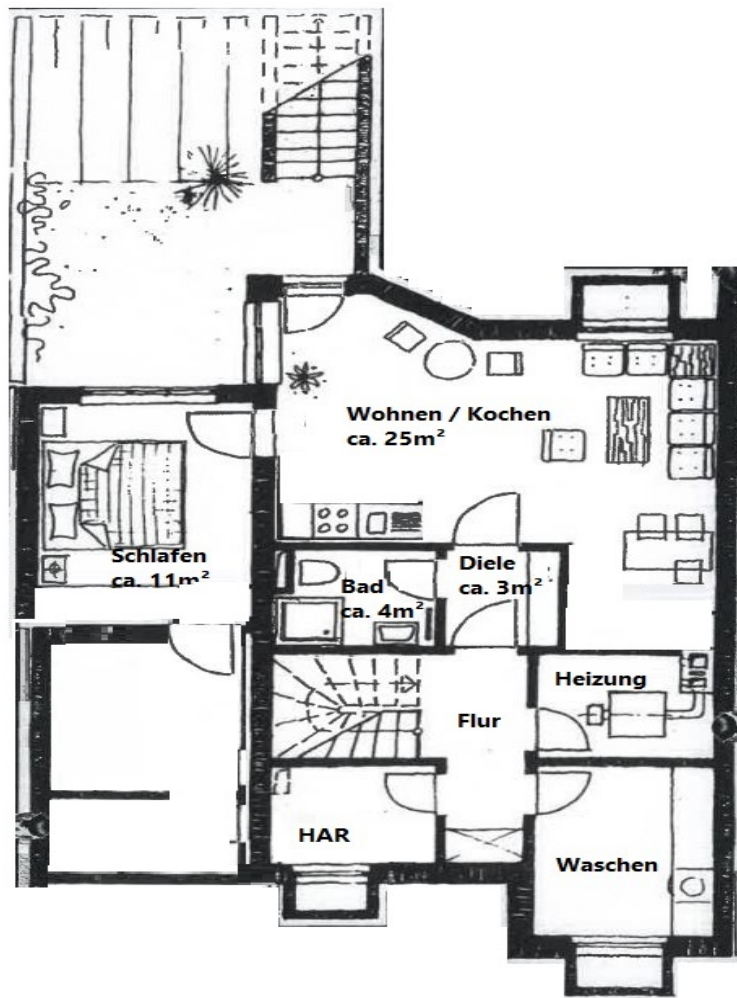 Wohnen / Kochen
ca. 25m²
Schlafen
ca. 11m²
Bad
ca. 4m²
Diele
ca. 3m²
Heizung
Flur
HAR
Waschen